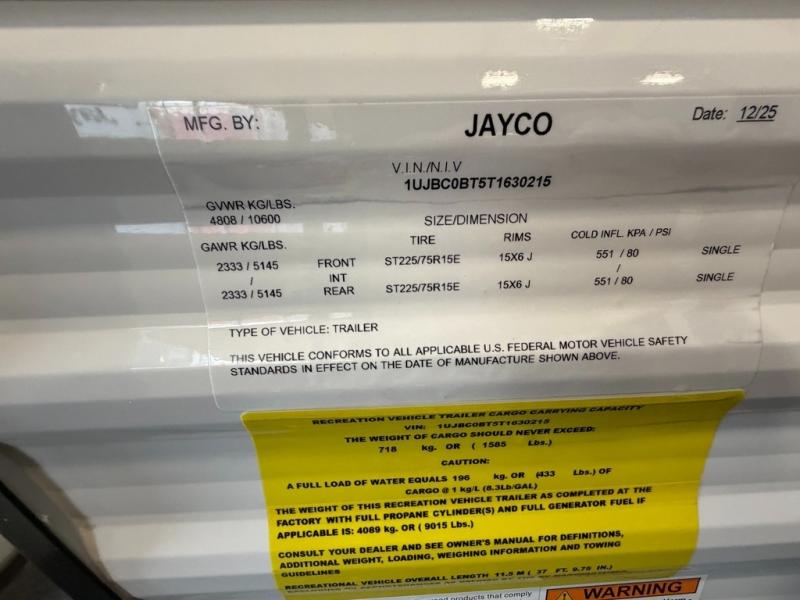 MFG. BY: JAYCO Date: 12/25
V.I.N./N.I.V
1UJBC0BT5T1630215
GVWR KG/LBS.
4808 / 10600
SIZE/DIMENSION
GAWR KG/LBS. TIRE RIMS COLD INFL. KPA / PSI
2333 / 5145 FRONT ST225/75R15E 15X6 J 551 / 80 SINGLE
/ INT /
2333 / 5145 REAR ST225/75R15E 15X6 J 551 / 80 SINGLE
TYPE OF VEHICLE: TRAILER
THIS VEHICLE CONFORMS TO ALL APPLICABLE U.S. FEDERAL MOTOR VEHICLE SAFETY
STANDARDS IN EFFECT ON THE DATE OF MANUFACTURE SHOWN ABOVE.
RECREATION VEHICLE TRAILER CARGO CARRYING CAPACITY
VIN: 1UJBC0BT5T1630215
THE WEIGHT OF CARGO SHOULD NEVER EXCEED:
718 kg. OR ( 1585 Lbs.)
CAUTION:
A FULL LOAD OF WATER EQUALS 196 kg. OR (433 Lbs.) OF
CARGO @ 1 kg/L (8.3Lb/GAL)
THE WEIGHT OF THIS RECREATION VEHICLE TRAILER AS COMPLETED AT THE
FACTORY WITH FULL PROPANE CYLINDER(S) AND FULL GENERATOR FUEL IF
APPLICABLE IS: 4089 kg. OR ( 9015 Lbs.)
CONSULT YOUR DEALER AND SEE OWNER'S MANUAL FOR DEFINITIONS,
ADDITIONAL WEIGHT, LOADING, WEIGHING INFORMATION AND TOWING
GUIDELINES
RECREATIONAL VEHICLE OVERALL LENGTH 11.5 M ( 37 FT. 9.75 IN.)
WARNING
products that comply